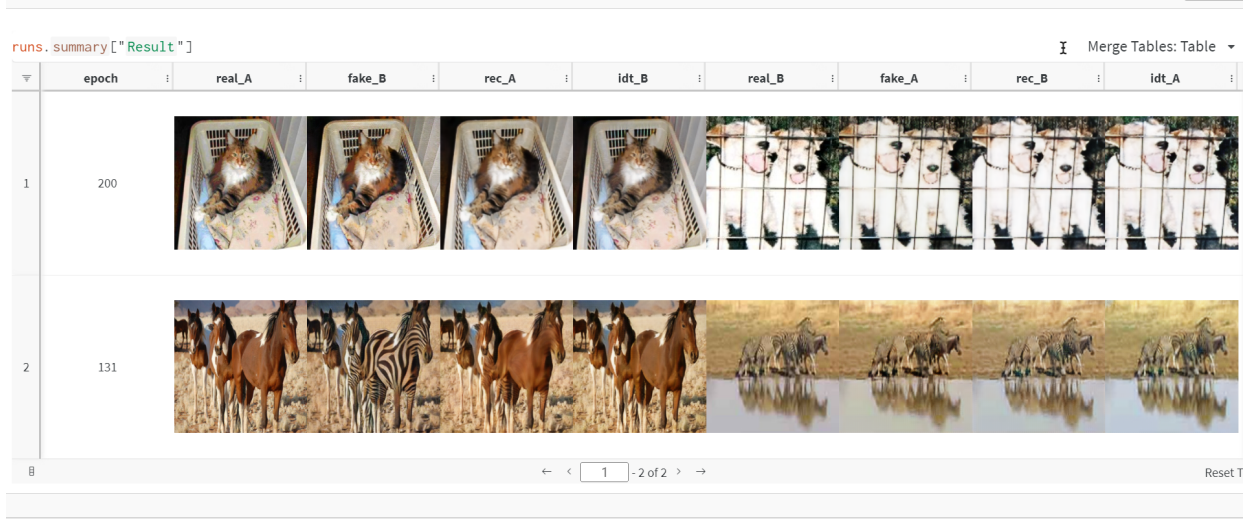 runs.summary["Result"]
Merge Tables: Table
epoch real_A fake_B rec_A idt_B real_B fake_A rec_B idt_A
1 200
2 131
1 - 2 of 2
Reset T